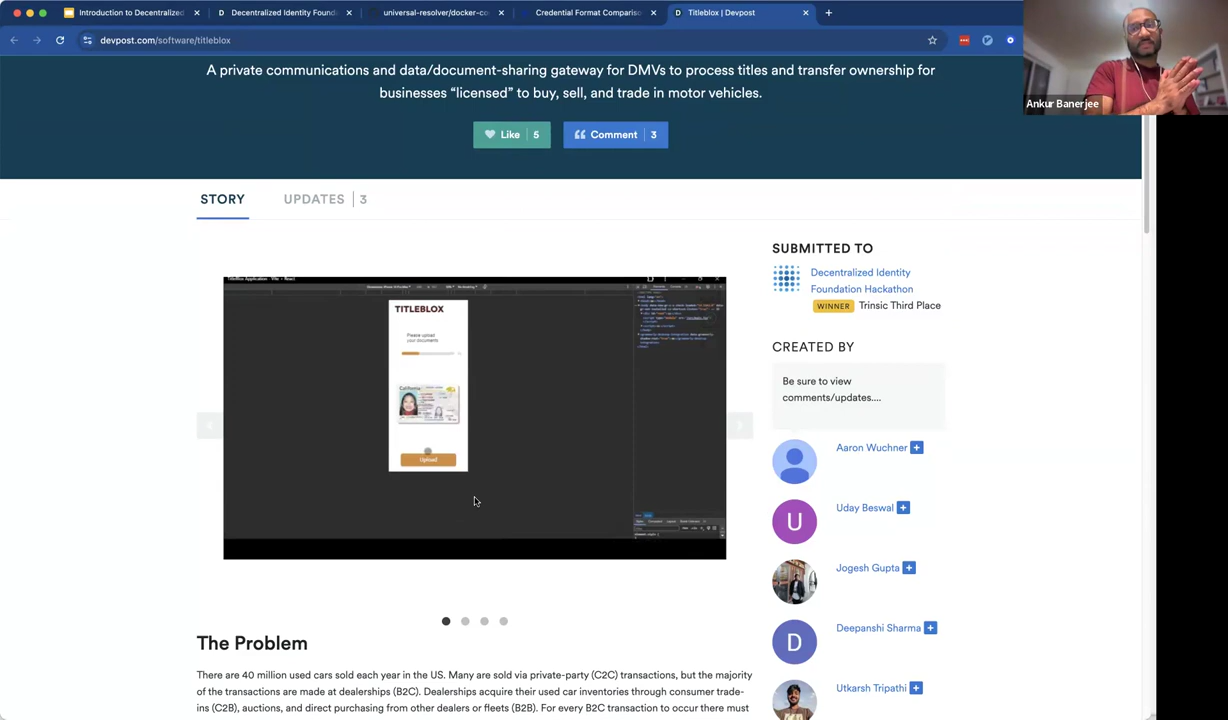 Introduction to Decentralized
Decentralized Identity Found
universal-resolver/docker-co
Credential Format Compariso
Titleblox | Devpost
devpost.com/software/titleblox
A private communications and data/document-sharing gateway for DMVs to process titles and transfer ownership for
businesses “licensed” to buy, sell, and trade in motor vehicles.
Like 5
Comment 3
Ankur Banerjee
STORY
UPDATES 3
TITLEBLOX
Please upload
your documents
California
Upload
SUBMITTED TO
Decentralized Identity
Foundation Hackathon
WINNER Trinsic Third Place
CREATED BY
Be sure to view
comments/updates....
Aaron Wuchner
U
Uday Beswal
Jogesh Gupta
D
Deepanshi Sharma
Utkarsh Tripathi
The Problem
There are 40 million used cars sold each year in the US. Many are sold via private-party (C2C) transactions, but the majority
of the transactions are made at dealerships (B2C). Dealerships acquire their used car inventories through consumer trade-
ins (C2B), auctions, and direct purchasing from other dealers or fleets (B2B). For every B2C transaction to occur there must